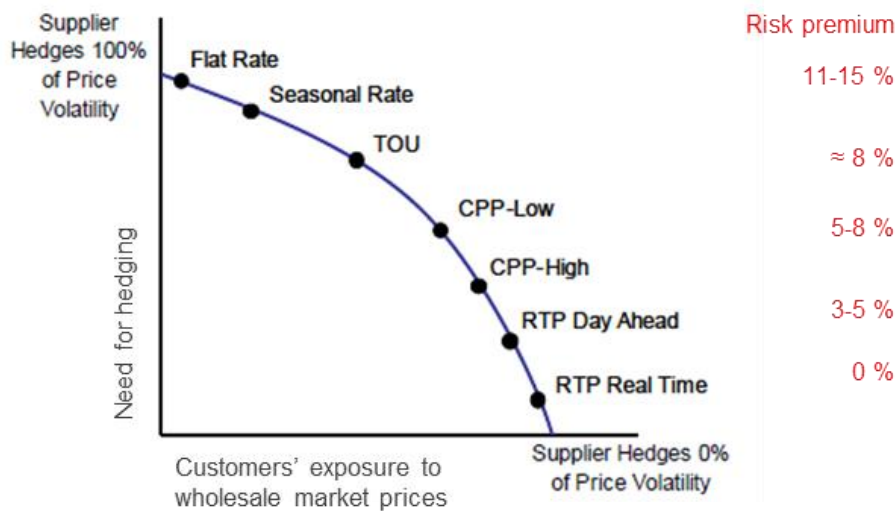 Supplier
Hedges 100%
of Price
Volatility
Risk premium
Flat Rate
11-15 %
Seasonal Rate
TOU
≈ 8 %
CPP-Low
5-8 %
CPP-High
RTP Day Ahead
3-5 %
RTP Real Time
0 %
Need for hedging
Customers’ exposure to
wholesale market prices
Supplier Hedges 0%
of Price Volatility